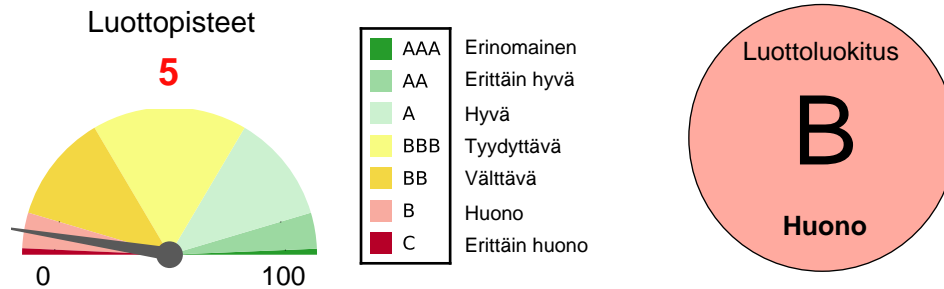 Luottopisteet
5
0
100
AAA Erinomainen
AA Erittäin hyvä
A Hyvä
BBB Tyydyttävä
BB Välttävä
B Huono
C Erittäin huono
Luottoluokitus
B
Huono